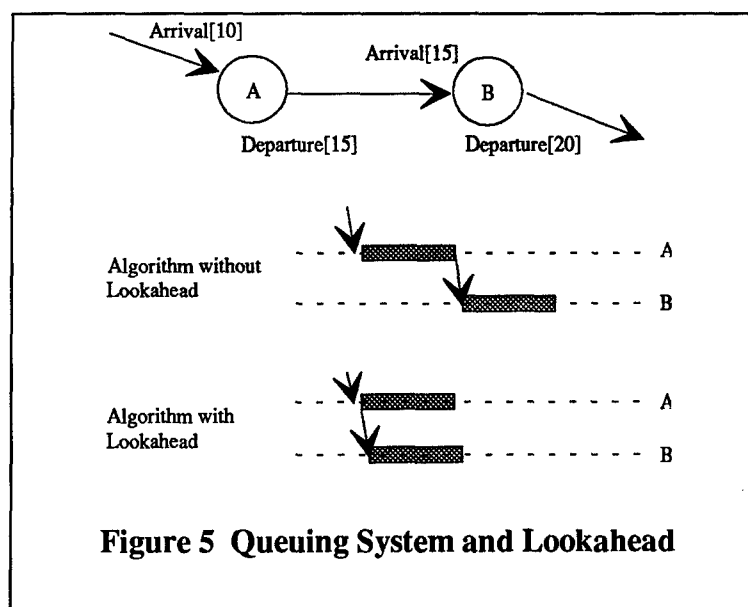 Arrival[10]
Arrival[15]
A
B
Departure[15]
Departure[20]
Algorithm without
Lookahead
A
B
Algorithm with
Lookahead
A
B
Figure 5 Queuing System and Lookahead